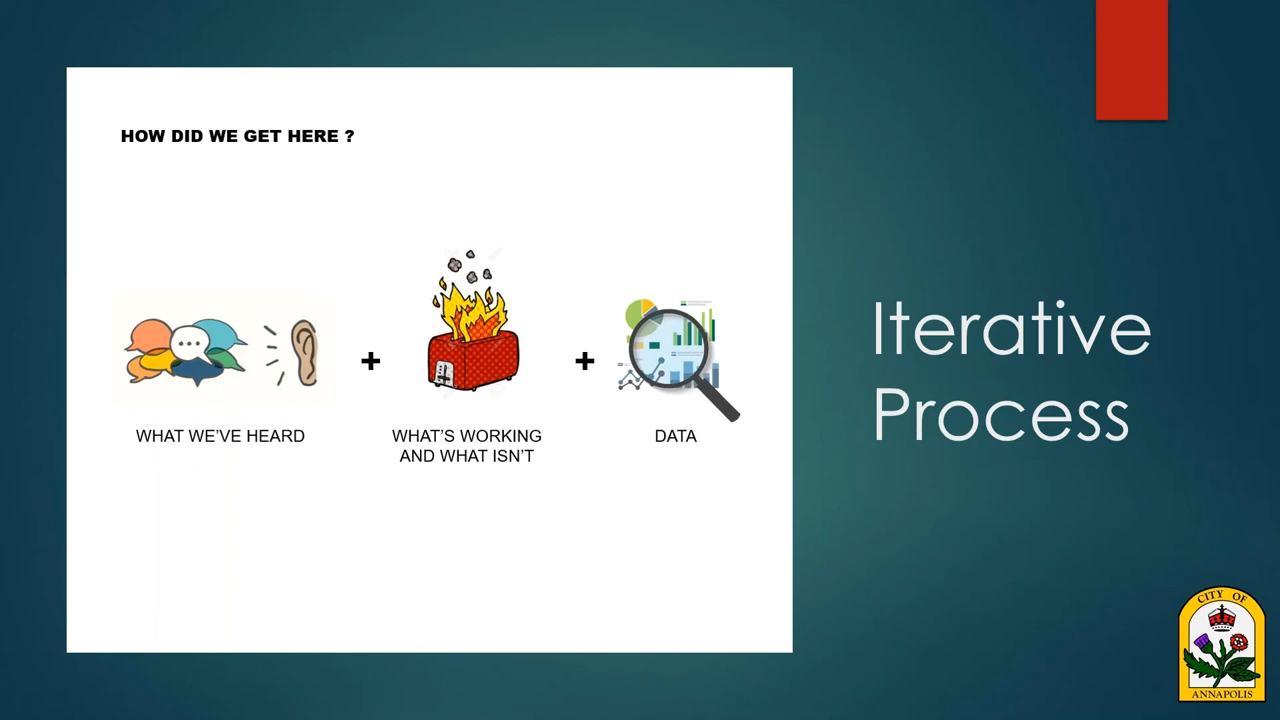 HOW DID WE GET HERE ?
WHAT WE'VE HEARD
+
WHAT'S WORKING
AND WHAT ISN'T
+
DATA
Iterative
Process
CITY OF
ANNAPOLIS